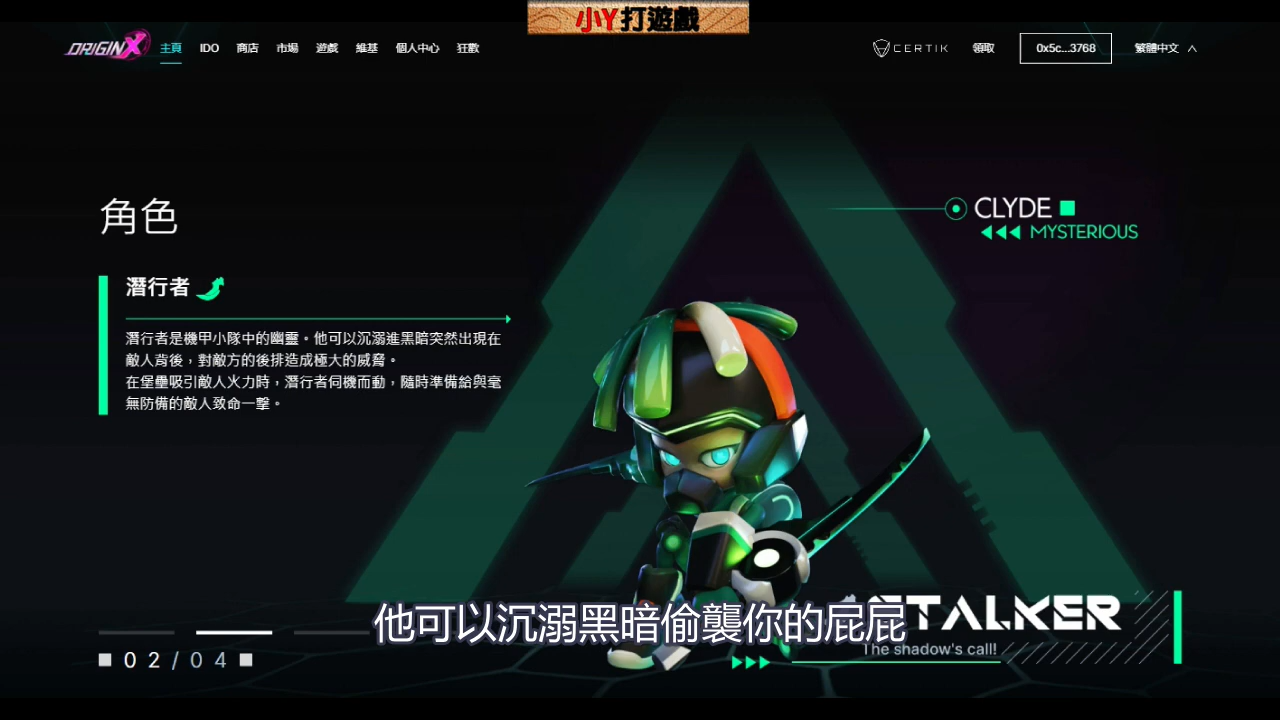 小丫打遊戲
ORIGINX 主頁 IDO 商店 市場 遊戲 維基 個人中心 狂歡 CERTIK 領取 0x5c...3768 繁體中文
角色
CLYDE
MYSTERIOUS
潛行者
潛行者是機甲小隊中的幽靈。他可以沉溺進黑暗突然出現在
敵人背後，對敵方的後排造成極大的威脅。
在堡壘吸引敵人火力時，潛行者伺機而動，隨時準備給與毫
無防備的敵人致命一擊。
STALKER
他可以沉溺黑暗偷襲你的屁屁
The shadow's call!
02/04